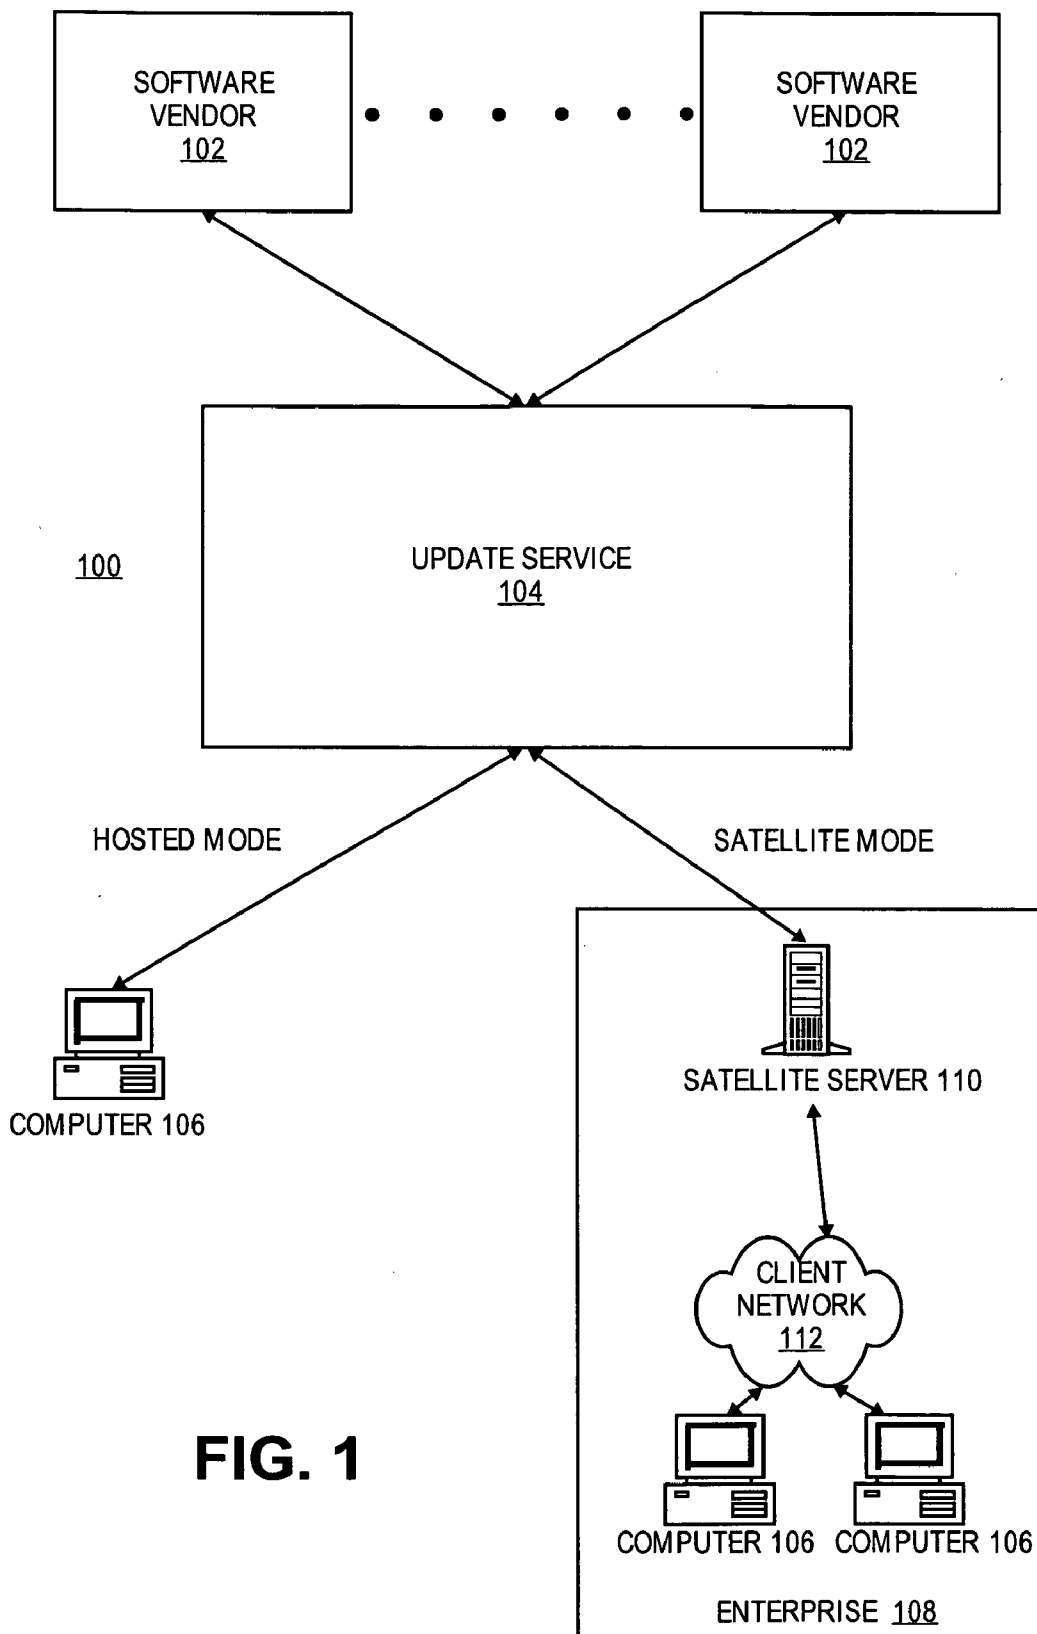 SOFTWARE
VENDOR
102
SOFTWARE
VENDOR
102
100
UPDATE SERVICE
104
HOSTED MODE
SATELLITE MODE
COMPUTER 106
SATELLITE SERVER 110
CLIENT
NETWORK
112
FIG. 1
COMPUTER 106
COMPUTER 106
ENTERPRISE 108